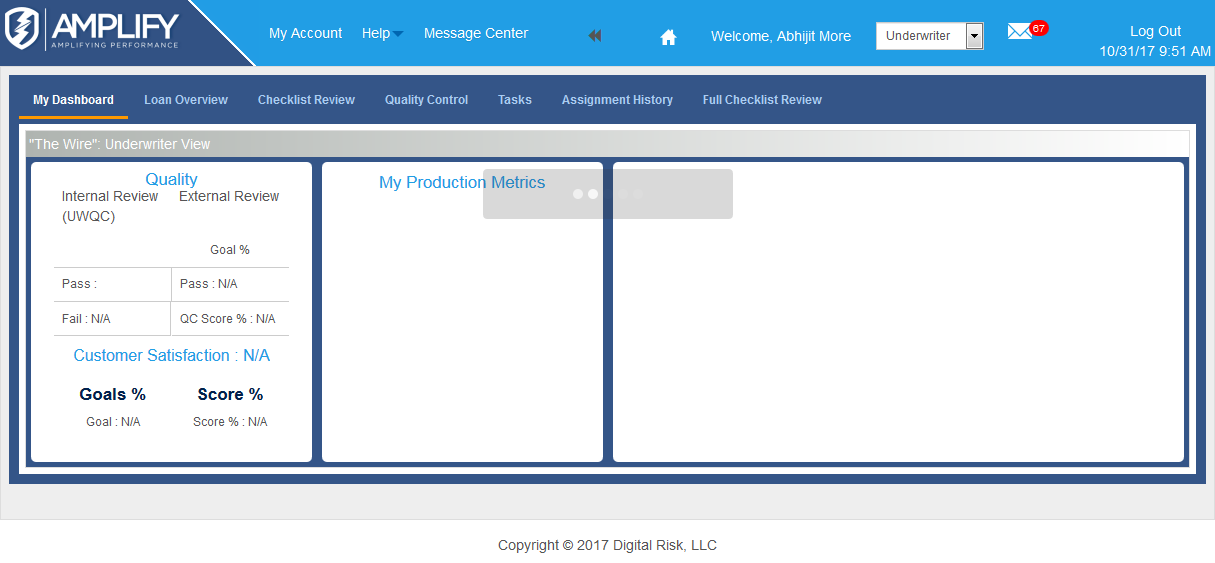 AMPLIFY
AMPLIFYING PERFORMANCE
My Account Help Message Center Welcome, Abhijit More Underwriter 67 Log Out
10/31/17 9:51 AM
My Dashboard Loan Overview Checklist Review Quality Control Tasks Assignment History Full Checklist Review
"The Wire": Underwriter View
Quality
Internal Review (UWQC) External Review
Goal %
Pass : Pass : N/A
Fail : N/A QC Score % : N/A
Customer Satisfaction : N/A
Goals % Score %
Goal : N/A Score % : N/A
My Production Metrics
Copyright © 2017 Digital Risk, LLC